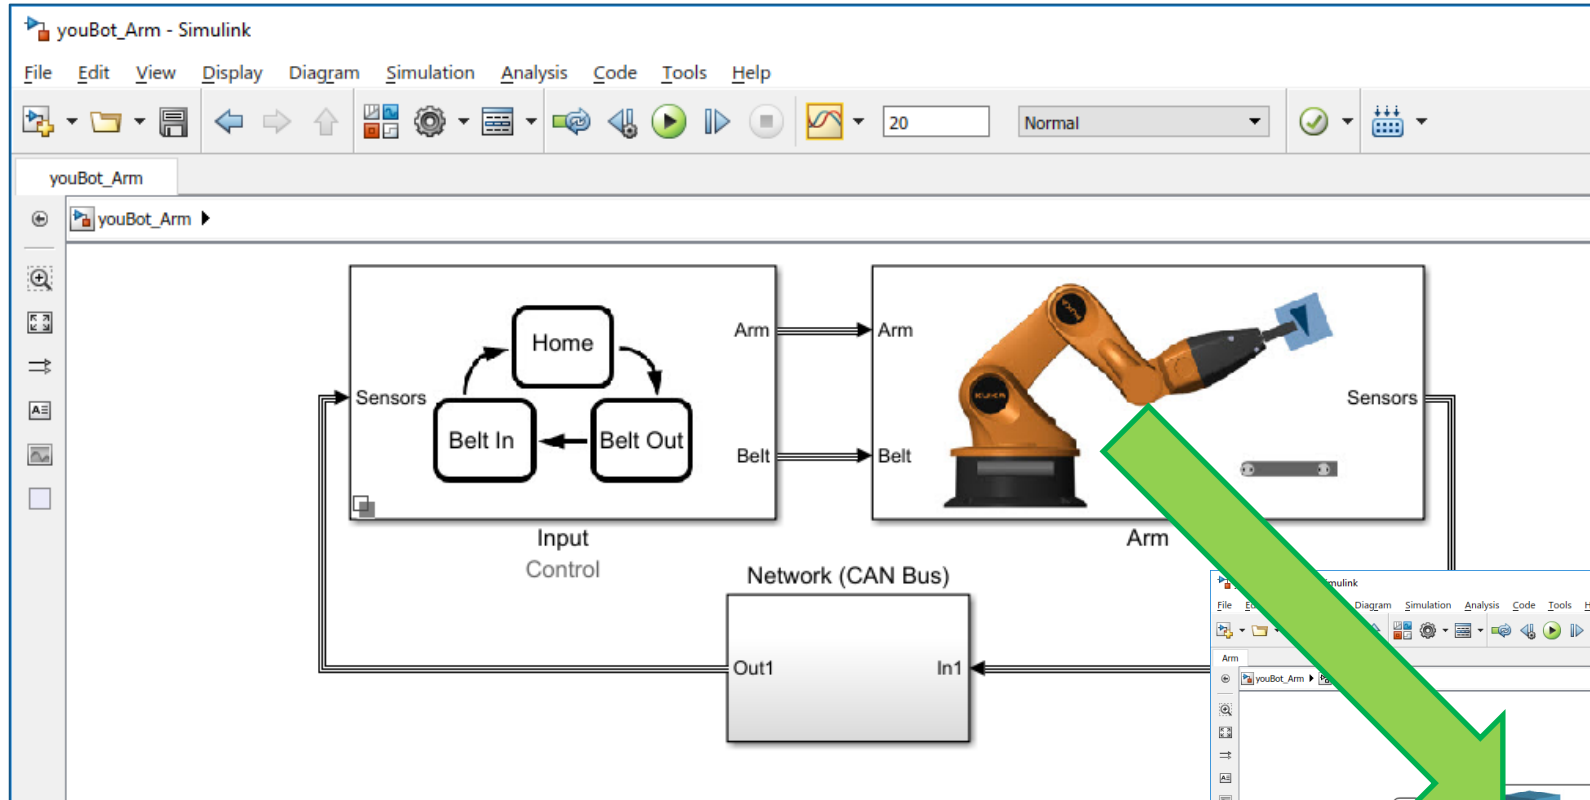 youBot_Arm - Simulink
File Edit View Display Diagram Simulation Analysis Code Tools Help
20 Normal
youBot_Arm
youBot_Arm
Home
Arm Arm
Sensors Sensors
Belt In Belt Out
Belt Belt
KUKA
Input
Arm
Control
Network (CAN Bus)
Out1 In1
File Diagram Simulation Analysis Code Tools
Arm
youBot_Arm